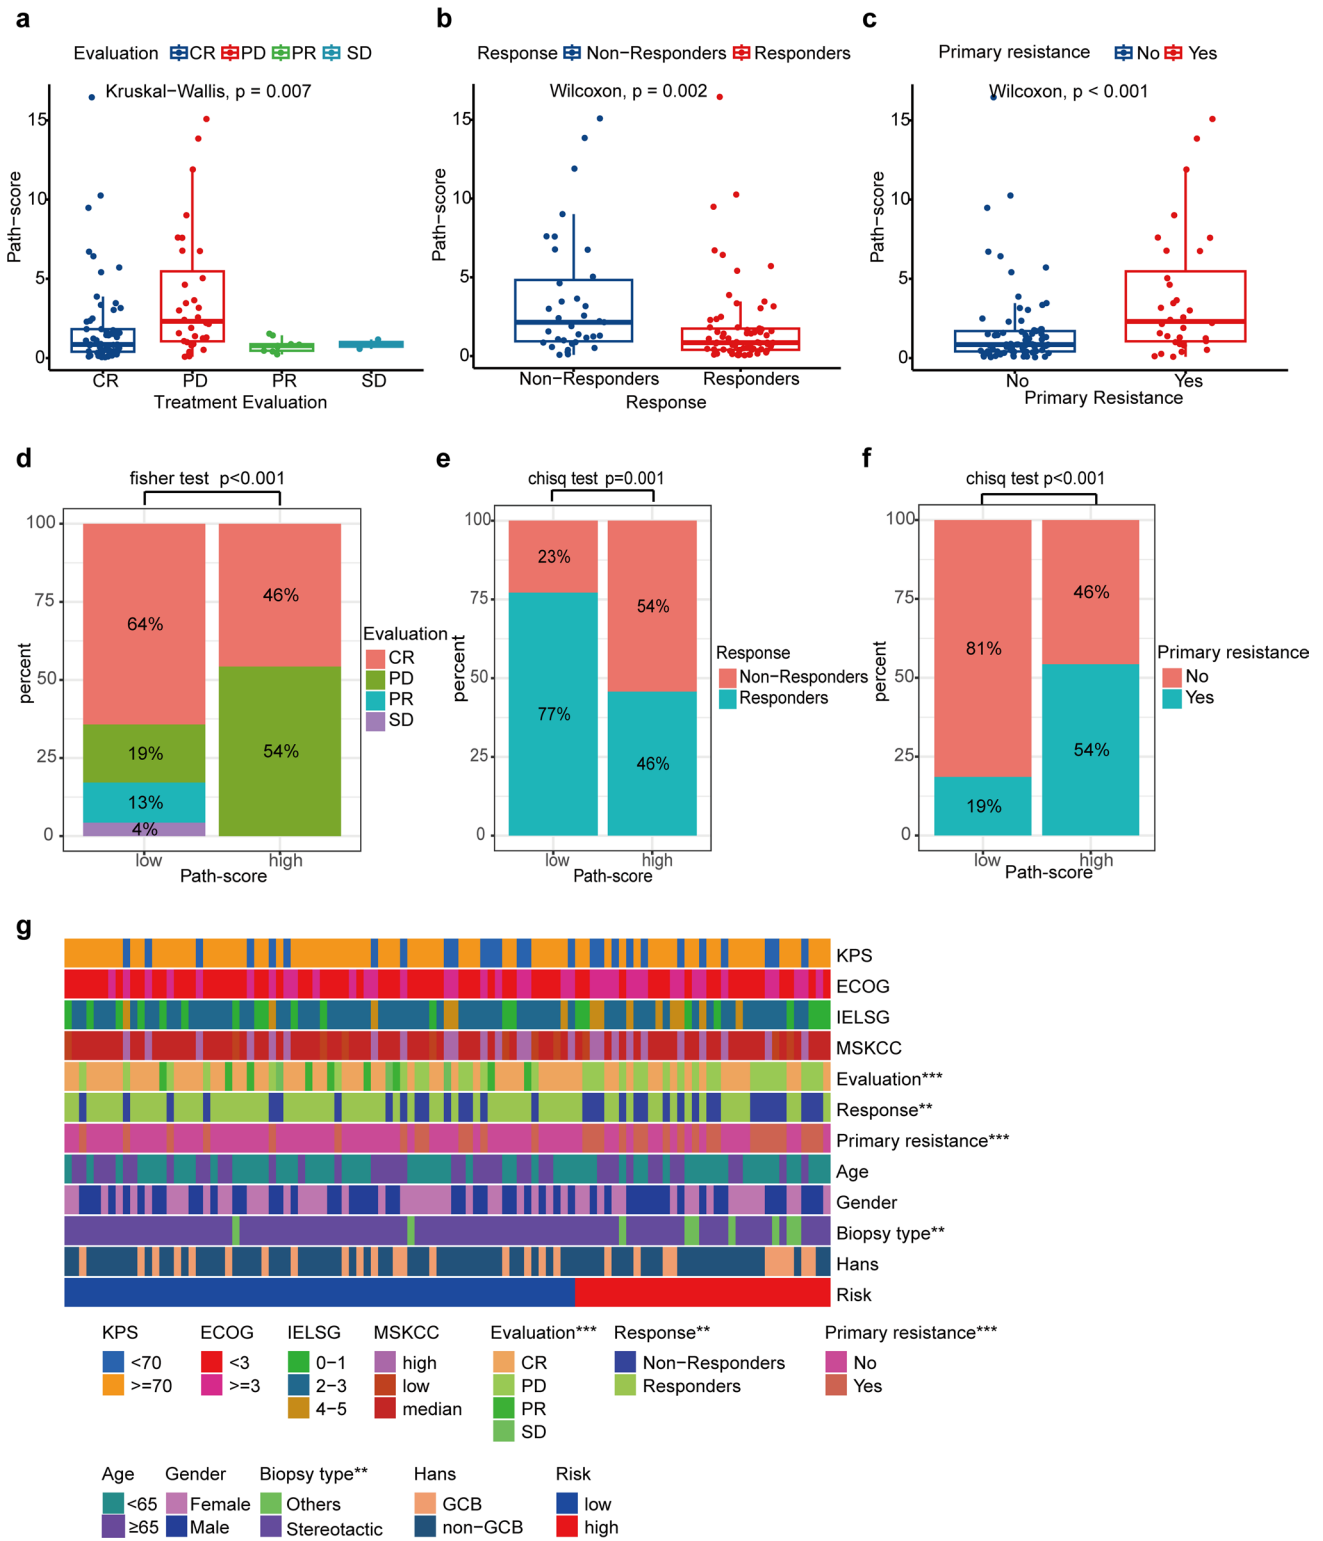 a
Evaluation CR PD PR SD
Kruskal−Wallis, p = 0.007
Path−score
15
10
5
0
CR PD PR SD
Treatment Evaluation
b
Response Non−Responders Responders
Wilcoxon, p = 0.002
Path−score
15
10
5
0
Non−Responders Responders
Response
c
Primary resistance No Yes
Wilcoxon, p < 0.001
Path−score
15
10
5
0
No Yes
Primary Resistance
d
fisher test p<0.001
percent
100
75
50
25
0
64%
19%
13%
4%
46%
54%
low high
Path-score
Evaluation
CR
PD
PR
SD
e
chisq test p=0.001
percent
100
75
50
25
0
23%
77%
54%
46%
low high
Path-score
Response
Non−Responders
Responders
f
chisq test p<0.001
percent
100
75
50
25
0
81%
19%
46%
54%
low high
Path-score
Primary resistance
No
Yes
g
KPS
ECOG
IELSG
MSKCC
Evaluation***
Response**
Primary resistance***
Age
Gender
Biopsy type**
Hans
Risk
KPS
<70
>=70
ECOG
<3
>=3
IELSG
0−1
2−3
4−5
MSKCC
high
low
median
Evaluation***
CR
PD
PR
SD
Response**
Non−Responders
Responders
Primary resistance***
No
Yes
Age
<65
≥65
Gender
Female
Male
Biopsy type**
Others
Stereotactic
Hans
GCB
non−GCB
Risk
low
high